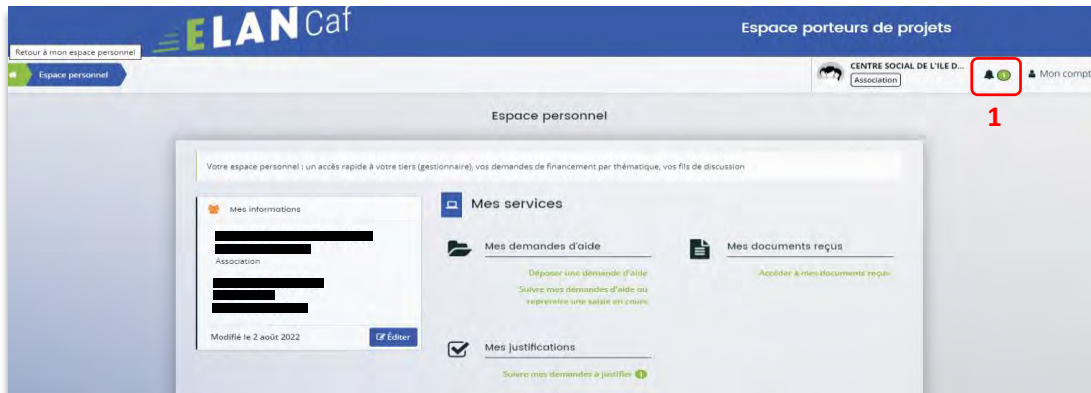 ELAN Caf
Espace porteurs de projets
Retour à mon espace personnel
Espace personnel
CENTRE SOCIAL DE L'ILE D...
Association
1
Mon compt
1
Espace personnel
Votre espace personnel : un accès rapide à votre tiers (gestionnaire), vos demandes de financement par thématique, vos fils de discussion
Mes informations
Association
Modifié le 2 août 2022
Éditer
Mes services
Mes demandes d'aide
Déposer une demande d'aide
Suivre mes demandes d'aide ou
reprendre une saisie en cours
Mes documents reçus
Accéder à mes documents reçus
Mes justifications
Suivre mes demandes à justifier 1